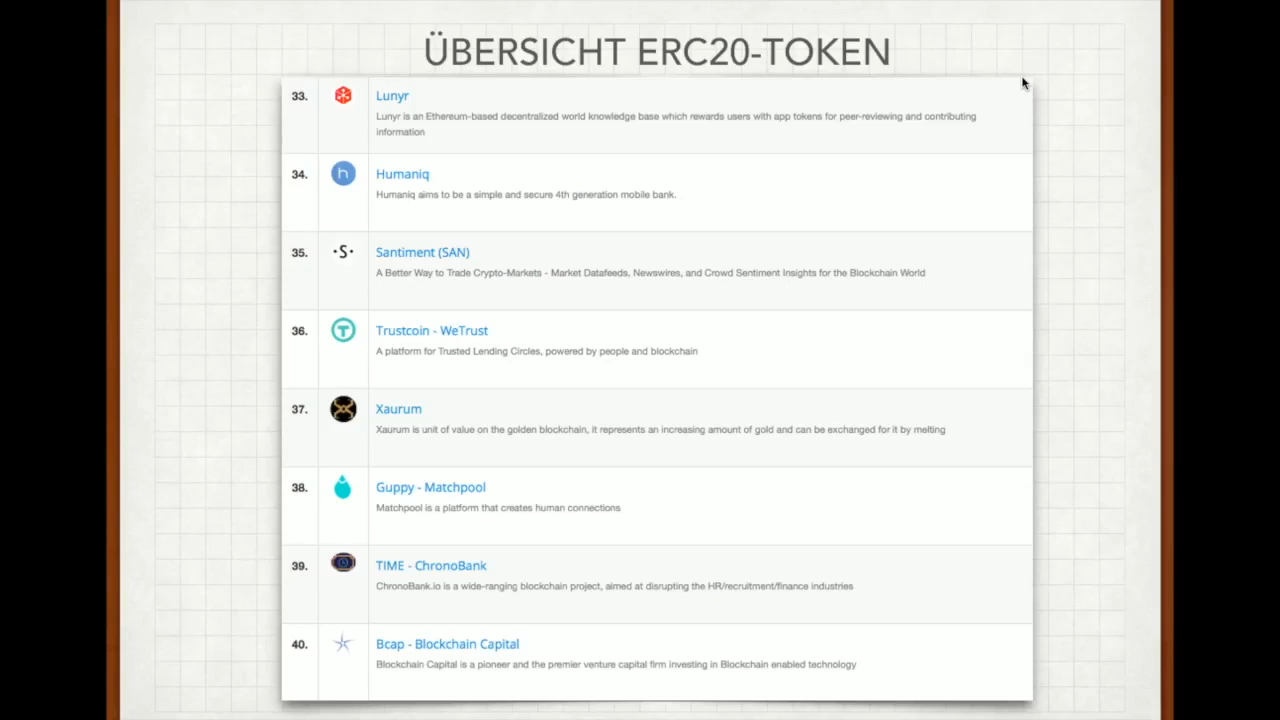 ÜBERSICHT ERC20-TOKEN
33.
Lunyr
Lunyr is an Ethereum-based decentralized world knowledge base which rewards users with app tokens for peer-reviewing and contributing
information
34.
h
Humaniq
Humaniq aims to be a simple and secure 4th generation mobile bank.
35.
·S·
Santiment (SAN)
A Better Way to Trade Crypto-Markets - Market Datafeeds, Newswires, and Crowd Sentiment Insights for the Blockchain World
36.
T
Trustcoin - WeTrust
A platform for Trusted Lending Circles, powered by people and blockchain
37.
Xaurum
Xaurum is unit of value on the golden blockchain, it represents an increasing amount of gold and can be exchanged for it by melting
38.
Guppy - Matchpool
Matchpool is a platform that creates human connections
39.
TIME - ChronoBank
ChronoBank.io is a wide-ranging blockchain project, aimed at disrupting the HR/recruitment/finance industries
40.
Bcap - Blockchain Capital
Blockchain Capital is a pioneer and the premier venture capital firm investing in Blockchain enabled technology